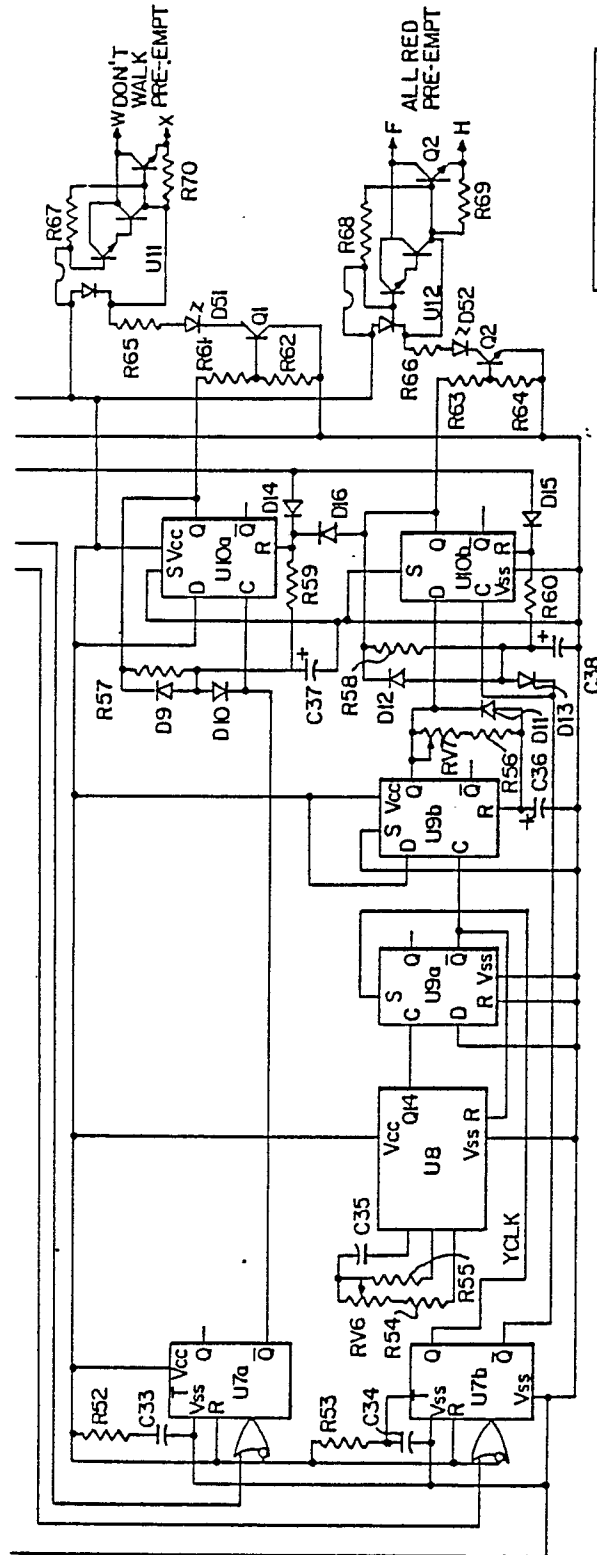 W DON'T
WALK
PRE-EMPT
X
R67
R70
U11
D51
R65
Q1
R61
R62
ALL RED
PRE-EMPT
F
H
Q2
R68
R69
U12
D52
R66
Q2
R63
R64
S Vcc
D
Q
Q
C
R
U10a
D14
D16
R59
R57
D9
D10
C37
S
D
Q
Q
C
R
Vss
U10b
D15
R60
R58
D12
D13
C38
D11
RV7
R56
C36
Vcc
S
D
Q
Q
C
R
U9b
S
C
D
Q
Q
R Vss
U9a
Vcc
Q14
U8
Vss R
C35
RV6
R54
R55
YCLK
R52
C33
T Vcc
Vss
R
Q
Q
U7a
R53
C34
T
Vss
R
Q
Q
U7b
Vss